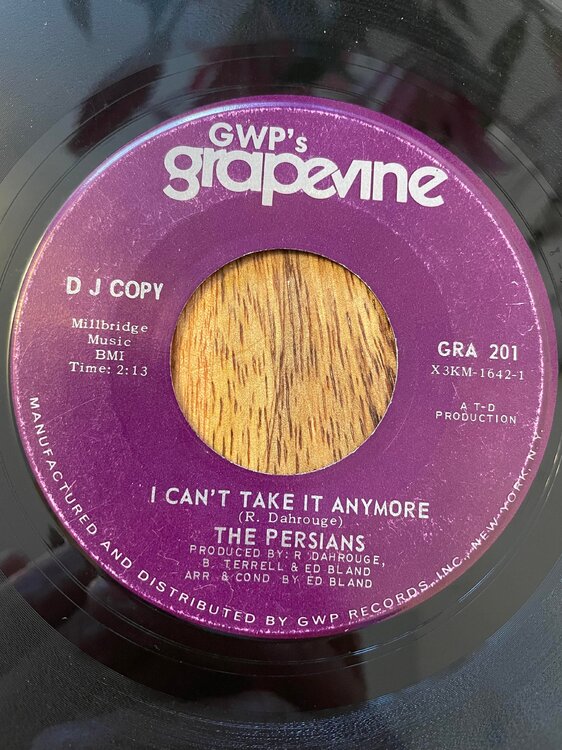 GWP's
grapevine
D J COPY
Millbridge
Music
BMI
Time: 2:13
GRA 201
X3KM-1642-1
A T-D
PRODUCTION
I CAN'T TAKE IT ANYMORE
(R. Dahrouge)
THE PERSIANS
PRODUCED BY: R. DAHROUGE,
B. TERRELL & ED BLAND
ARR & COND BY ED BLAND
MANUFACTURED AND DISTRIBUTED BY GWP RECORDS, INC., NEW YORK, N.Y.